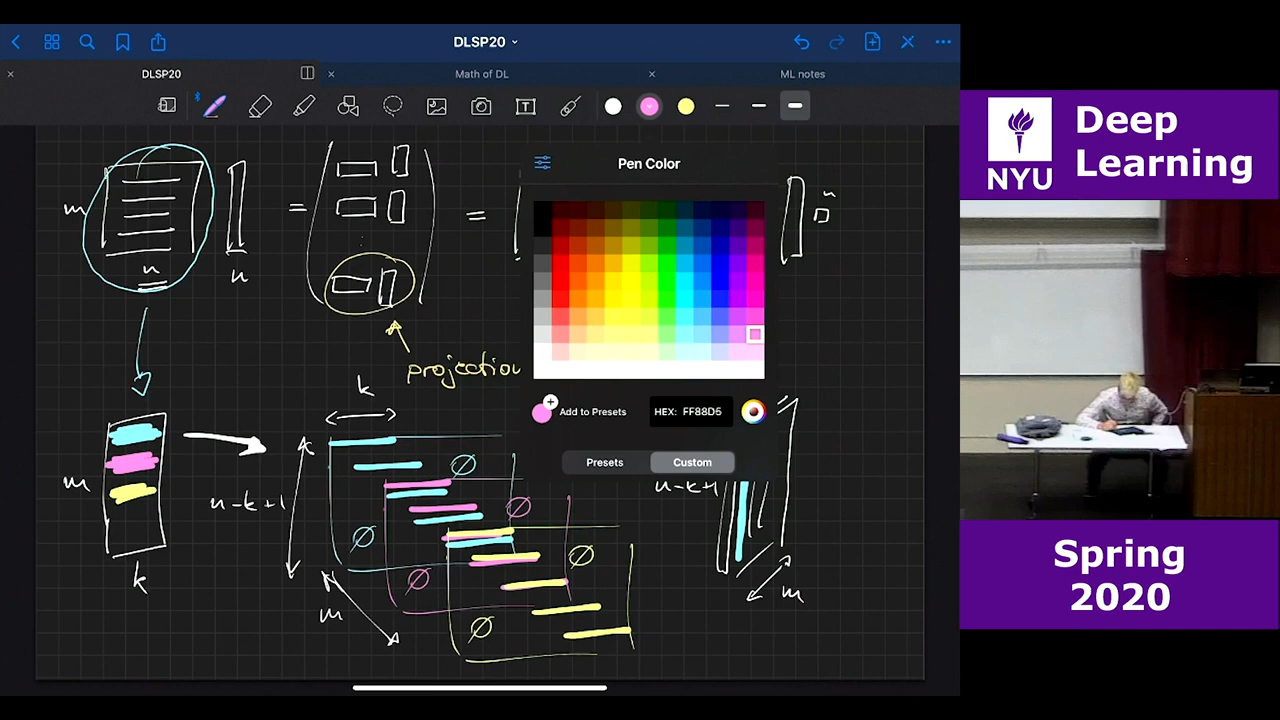 DLSP20
DLSP20
Math of DL
ML notes
T
Pen Color
Add to Presets
HEX: FF88D5
Presets
Custom
m
n
n
=
=
projection
k
m
k
n-k+1
m
n-k+1
m
∅
∅
∅
∅
∅
∅
NYU
Deep
Learning
Spring
2020